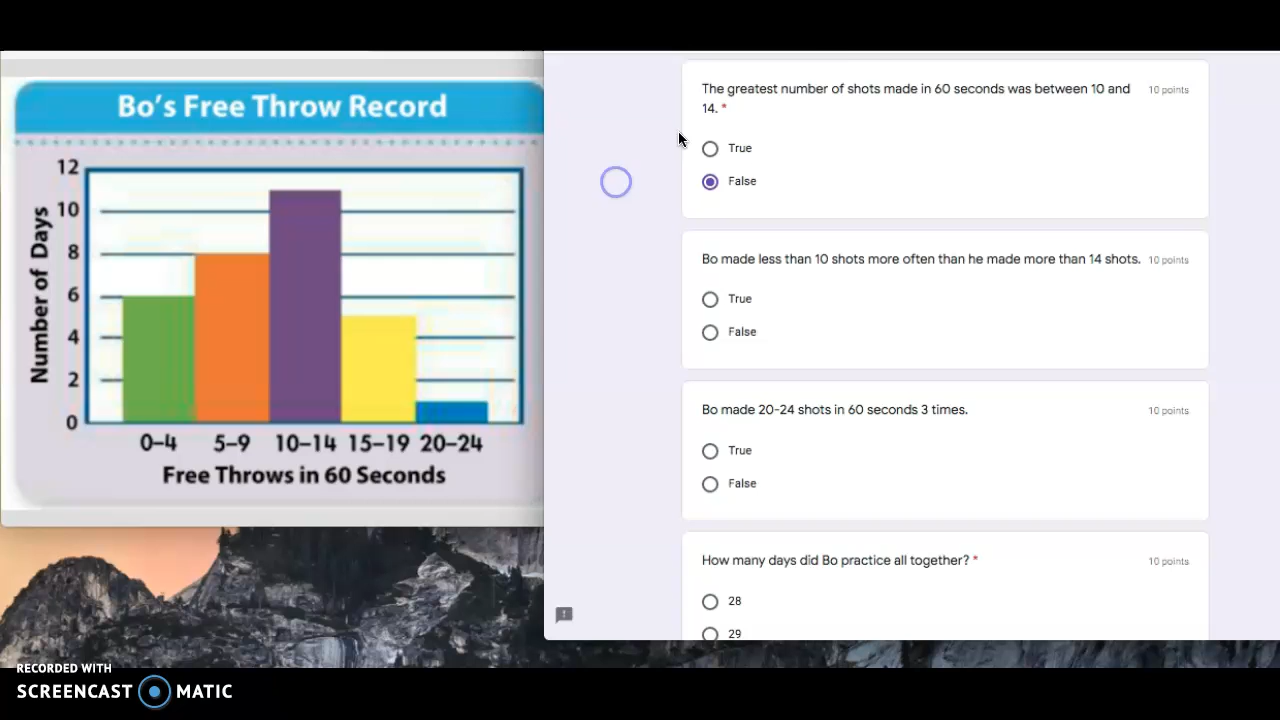 Bo's Free Throw Record
12
10
8
6
4
2
0
Number of Days
0–4 5–9 10–14 15–19 20–24
Free Throws in 60 Seconds
The greatest number of shots made in 60 seconds was between 10 and 10 points
14. *
True
False
Bo made less than 10 shots more often than he made more than 14 shots. 10 points
True
False
Bo made 20-24 shots in 60 seconds 3 times. 10 points
True
False
How many days did Bo practice all together? * 10 points
28
29
RECORDED WITH
SCREENCAST MATIC